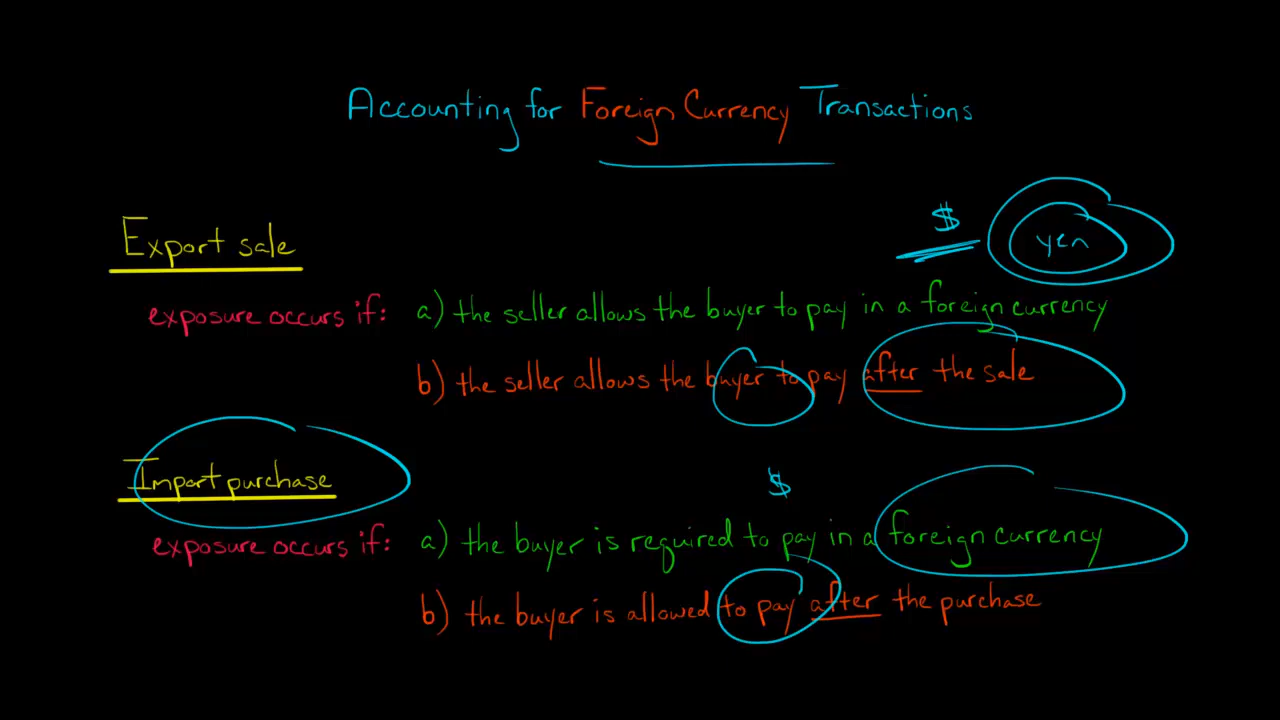 Accounting for Foreign Currency Transactions
$ yen
Export sale
exposure occurs if: a) the seller allows the buyer to pay in a foreign currency
b) the seller allows the buyer to pay after the sale
Import purchase
$
exposure occurs if: a) the buyer is required to pay in a foreign currency
b) the buyer is allowed to pay after the purchase